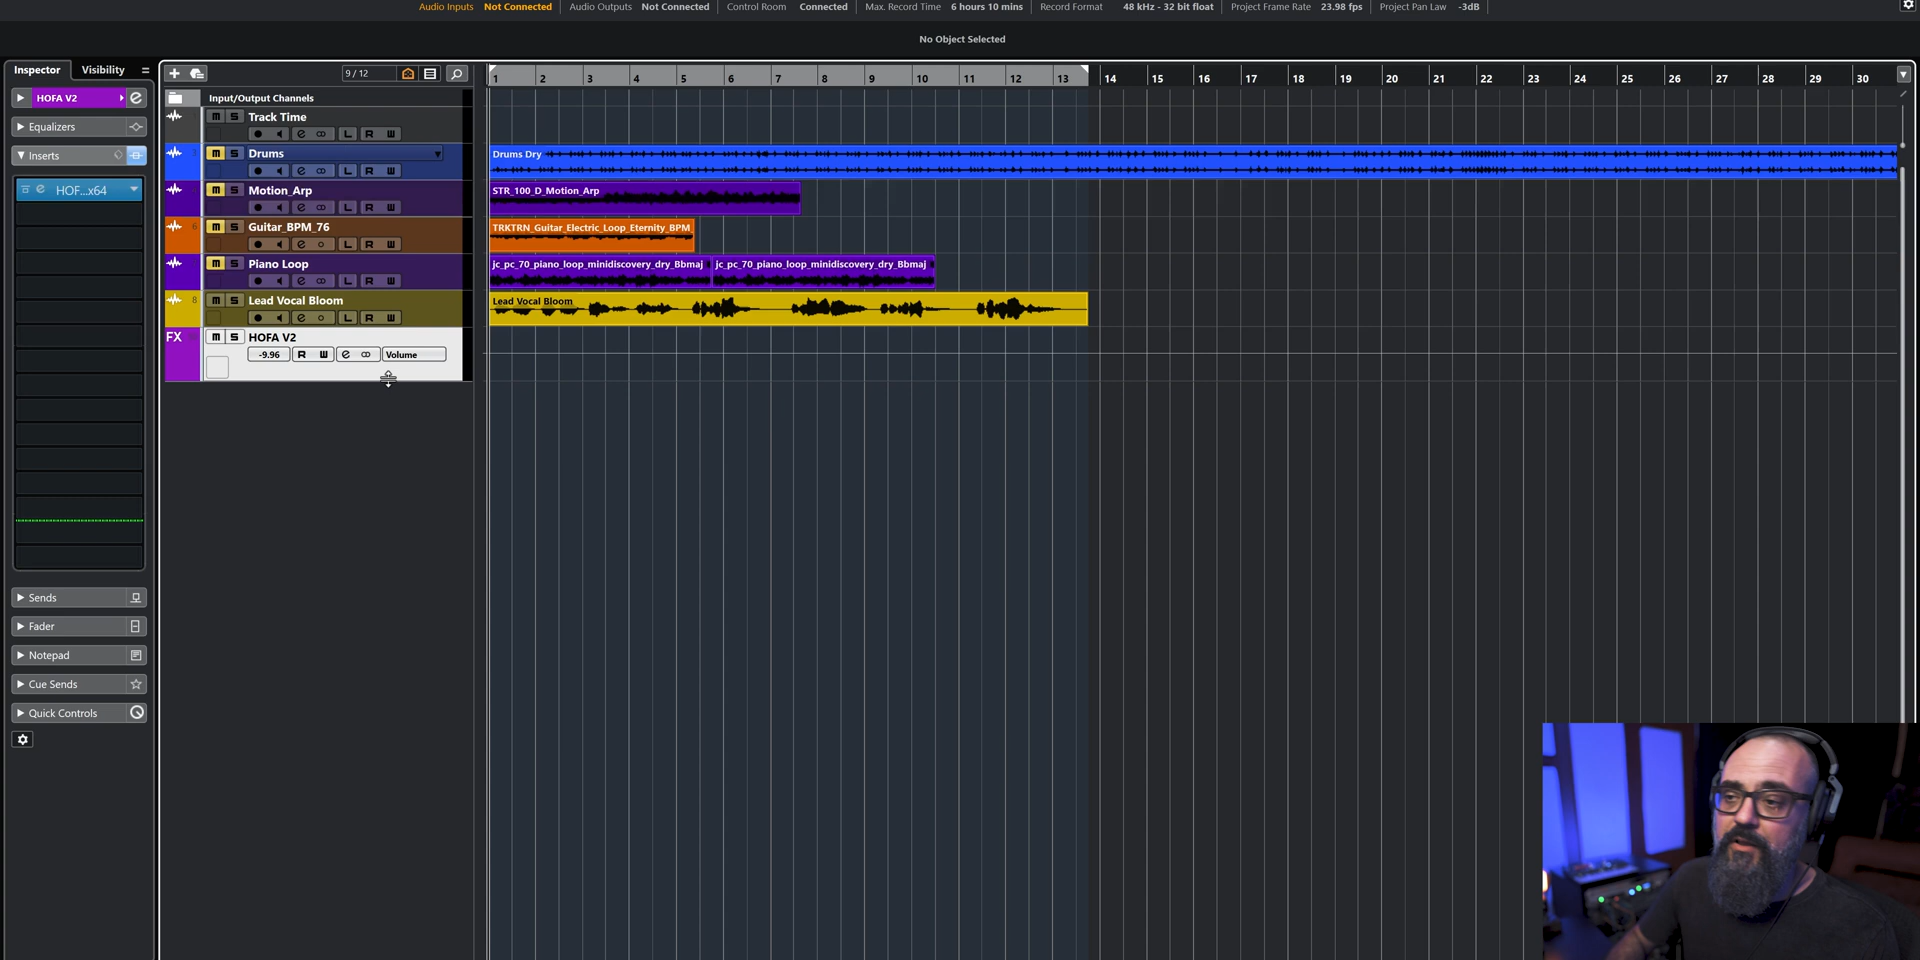 Audio Inputs Not Connected Audio Outputs Not Connected Control Room Connected Max. Record Time 6 hours 10 mins Record Format 48 kHz - 32 bit float Project Frame Rate 23.98 fps Project Pan Law -3dB
No Object Selected
Inspector Visibility
9 / 12
1 2 3 4 5 6 7 8 9 10 11 12 13 14 15 16 17 18 19 20 21 22 23 24 25 26 27 28 29 30
HOFA V2
Input/Output Channels
Equalizers
m S Track Time
L R W
Inserts
m S Drums
Drums Dry
L R W
HOF...x64
m S Motion_Arp
STR_100_D_Motion_Arp
L R W
6 m S Guitar_BPM_76
TRKTRN_Guitar_Electric_Loop_Eternity_BPM
L R W
m S Piano Loop
jc_pc_70_piano_loop_minidiscovery_dry_Bbmaj jc_pc_70_piano_loop_minidiscovery_dry_Bbmaj
L R W
8 m S Lead Vocal Bloom
Lead Vocal Bloom
L R W
FX m S HOFA V2
-9.96 R W e Volume
Sends
Fader
Notepad
Cue Sends
Quick Controls